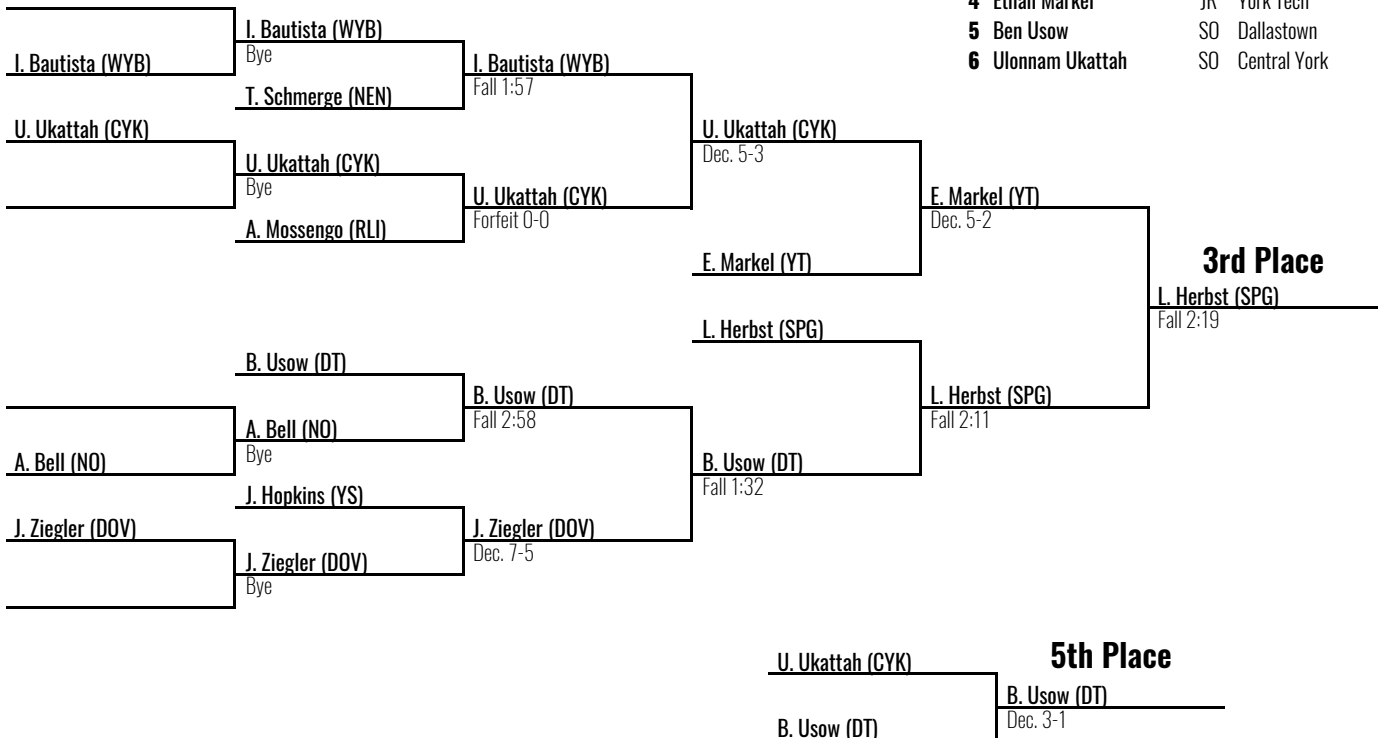 4 Ethan Markel JR York Tech
5 Ben Usow SO Dallastown
6 Ulonnam Ukattah SO Central York
I. Bautista (WYB)
I. Bautista (WYB)
Bye
T. Schmerge (NEN)
I. Bautista (WYB)
Fall 1:57
U. Ukattah (CYK)
U. Ukattah (CYK)
Bye
A. Mossengo (RLI)
U. Ukattah (CYK)
Forfeit 0-0
U. Ukattah (CYK)
Dec. 5-3
E. Markel (YT)
E. Markel (YT)
Dec. 5-2
3rd Place
L. Herbst (SPG)
Fall 2:19
L. Herbst (SPG)
L. Herbst (SPG)
Fall 2:11
B. Usow (DT)
B. Usow (DT)
Fall 2:58
A. Bell (NO)
Bye
A. Bell (NO)
B. Usow (DT)
Fall 1:32
J. Hopkins (YS)
J. Ziegler (DOV)
J. Ziegler (DOV)
Dec. 7-5
J. Ziegler (DOV)
Bye
5th Place
U. Ukattah (CYK)
B. Usow (DT)
Dec. 3-1
B. Usow (DT)